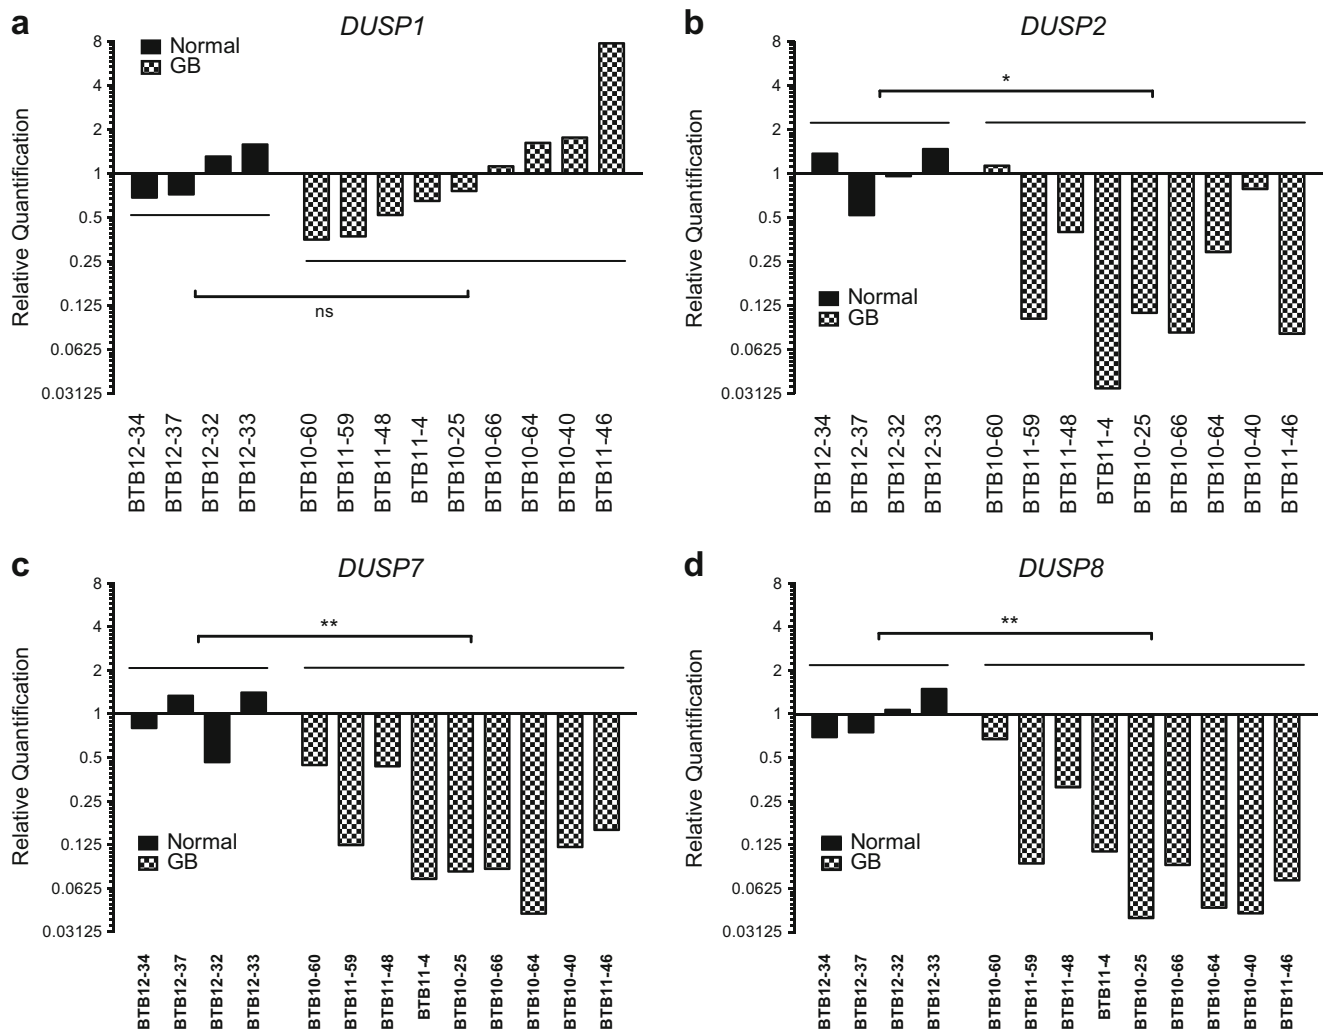 a
DUSP1
Normal
GB
Relative Quantification
8
4
2
1
0.5
0.25
0.125
0.0625
0.03125
ns
BTB12-34
BTB12-37
BTB12-32
BTB12-33
BTB10-60
BTB11-59
BTB11-48
BTB11-4
BTB10-25
BTB10-66
BTB10-64
BTB10-40
BTB11-46
b
DUSP2
*
Relative Quantification
8
4
2
1
0.5
0.25
0.125
0.0625
0.03125
Normal
GB
BTB12-34
BTB12-37
BTB12-32
BTB12-33
BTB10-60
BTB11-59
BTB11-48
BTB11-4
BTB10-25
BTB10-66
BTB10-64
BTB10-40
BTB11-46
c
DUSP7
**
Relative Quantification
8
4
2
1
0.5
0.25
0.125
0.0625
0.03125
Normal
GB
BTB12-34
BTB12-37
BTB12-32
BTB12-33
BTB10-60
BTB11-59
BTB11-48
BTB11-4
BTB10-25
BTB10-66
BTB10-64
BTB10-40
BTB11-46
d
DUSP8
**
Relative Quantification
8
4
2
1
0.5
0.25
0.125
0.0625
0.03125
Normal
GB
BTB12-34
BTB12-37
BTB12-32
BTB12-33
BTB10-60
BTB11-59
BTB11-48
BTB11-4
BTB10-25
BTB10-66
BTB10-64
BTB10-40
BTB11-46